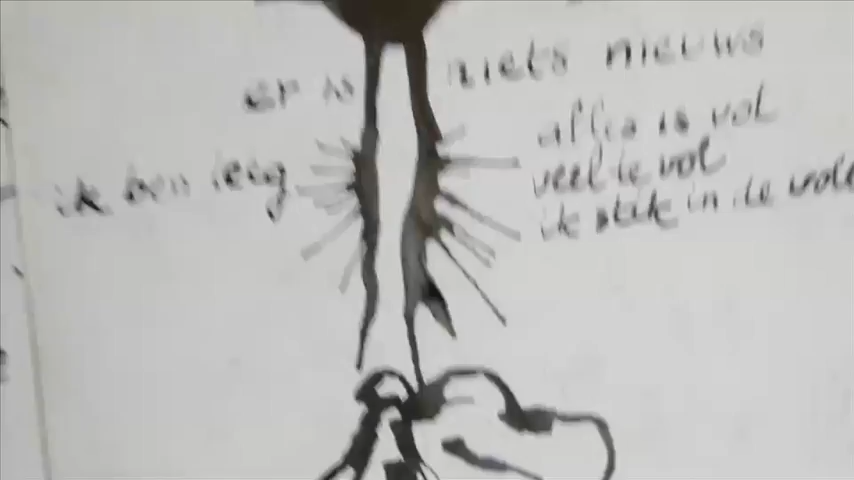 er is niets nieuws
ik ben leeg
alles is vol
veel te vol
ik stik in de